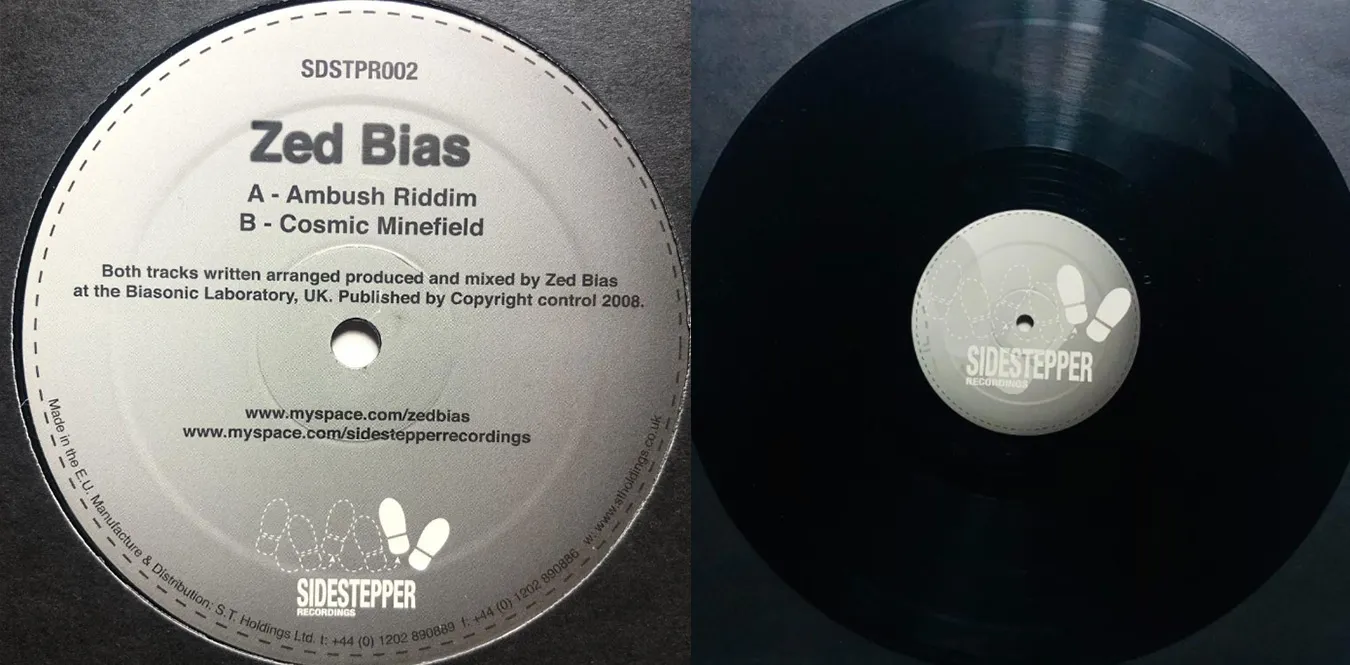 SDSTPR002
Zed Bias
A - Ambush Riddim
B - Cosmic Minefield
Both tracks written arranged produced and mixed by Zed Bias
at the Biasonic Laboratory, UK. Published by Copyright control 2008.
www.myspace.com/zedbias
www.myspace.com/sidestepperrecordings
SIDESTEPPER
RECORDINGS
Made in the E.U. Manufacture & Distribution: S.T. Holdings Ltd. t: +44 (0) 1202 890889 f: +44 (0) 1202 890886 w: www.stholdings.co.uk
SIDESTEPPER
RECORDINGS